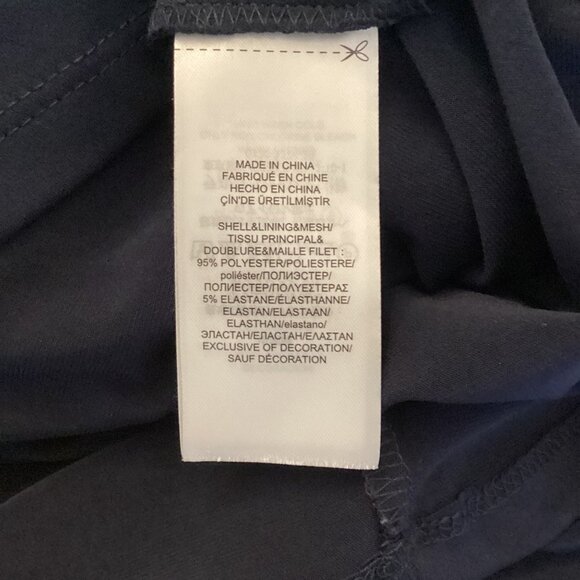 MADE IN CHINA
FABRIQUÉ EN CHINE
HECHO EN CHINA
ÇIN'DE ÜRETİLMİŞTİR
SHELL&LINING&MESH/
TISSU PRINCIPAL&
DOUBLURE&MAILLE FILET :
95% POLYESTER/POLIESTERE/
poliéster/ПОЛИЭСТЕР/
ПОЛІЕСТЕР/ΠΟΛΥΕΣΤΕΡΑΣ
5% ELASTANE/ÉLASTHANNE/
ELASTAN/ELASTAAN/
ELASTHAN/elastano/
ЭЛАСТАН/ЕЛАСТАН/ΕΛΑΣΤΑΝ
EXCLUSIVE OF DECORATION/
SAUF DÉCORATION